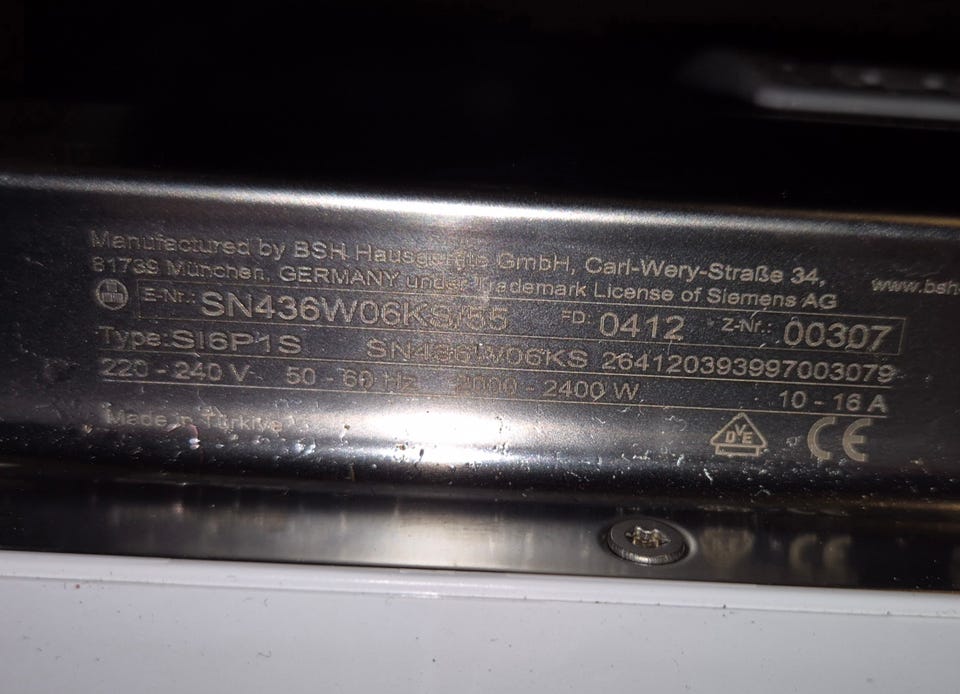 Manufactured by BSH Hausgeräte GmbH, Carl-Wery-Straße 34,
81739 München, GERMANY under Trademark License of Siemens AG
www.bsh-
E-Nr.: SN436W06KS/55 FD: 0412 Z-Nr.: 00307
Type: SI6P1S SN436W06KS 264120393997003079
220 - 240 V 50 - 60 Hz 2000 - 2400 W 10 - 16 A
Made in Türkiye
DVE CE